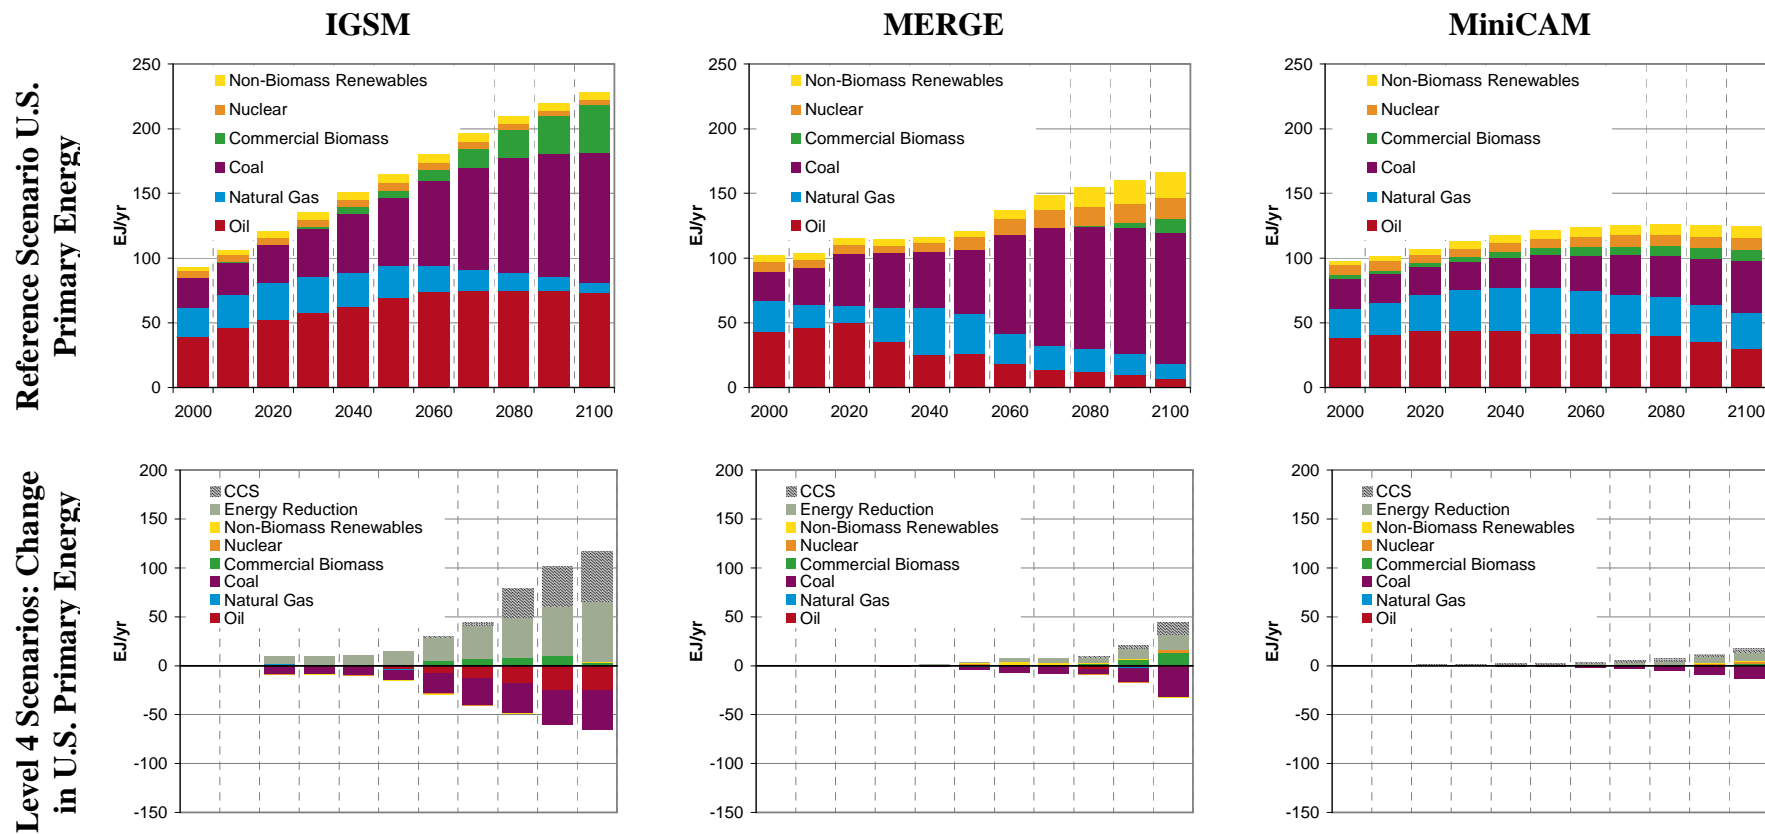 IGSM
MERGE
MiniCAM
Reference Scenario U.S.
Primary Energy
250
200
150
100
50
0
EJ/yr
Non-Biomass Renewables
Nuclear
Commercial Biomass
Coal
Natural Gas
Oil
2000 2020 2040 2060 2080 2100
250
200
150
100
50
0
EJ/yr
Non-Biomass Renewables
Nuclear
Commercial Biomass
Coal
Natural Gas
Oil
2000 2020 2040 2060 2080 2100
250
200
150
100
50
0
EJ/yr
Non-Biomass Renewables
Nuclear
Commercial Biomass
Coal
Natural Gas
Oil
2000 2020 2040 2060 2080 2100
Level 4 Scenarios: Change
in U.S. Primary Energy
200
150
100
50
0
-50
-100
-150
EJ/yr
CCS
Energy Reduction
Non-Biomass Renewables
Nuclear
Commercial Biomass
Coal
Natural Gas
Oil
200
150
100
50
0
-50
-100
-150
EJ/yr
CCS
Energy Reduction
Non-Biomass Renewables
Nuclear
Commercial Biomass
Coal
Natural Gas
Oil
200
150
100
50
0
-50
-100
-150
EJ/yr
CCS
Energy Reduction
Non-Biomass Renewables
Nuclear
Commercial Biomass
Coal
Natural Gas
Oil